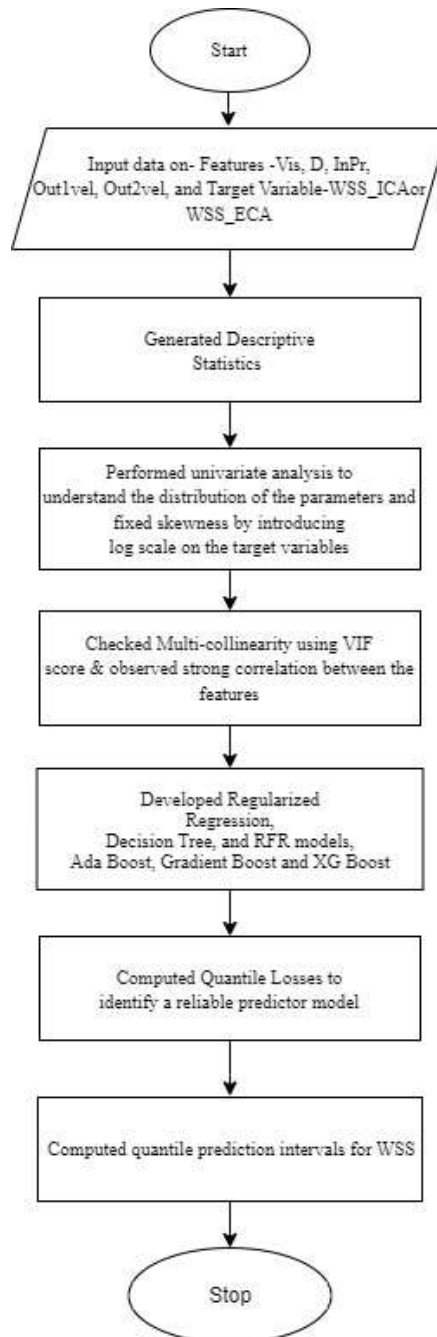 Start
Input data on- Features -Vis, D, InPr,
Out1vel, Out2vel, and Target Variable-WSS_ICAor
WSS_ECA
Generated Descriptive
Statistics
Performed univariate analysis to
understand the distribution of the parameters and
fixed skewness by introducing
log scale on the target variables
Checked Multi-collinearity using VIF
score & observed strong correlation between the
features
Developed Regularized
Regression,
Decision Tree, and RFR models,
Ada Boost, Gradient Boost and XG Boost
Computed Quantile Losses to
identify a reliable predictor model
Computed quantile prediction intervals for WSS
Stop